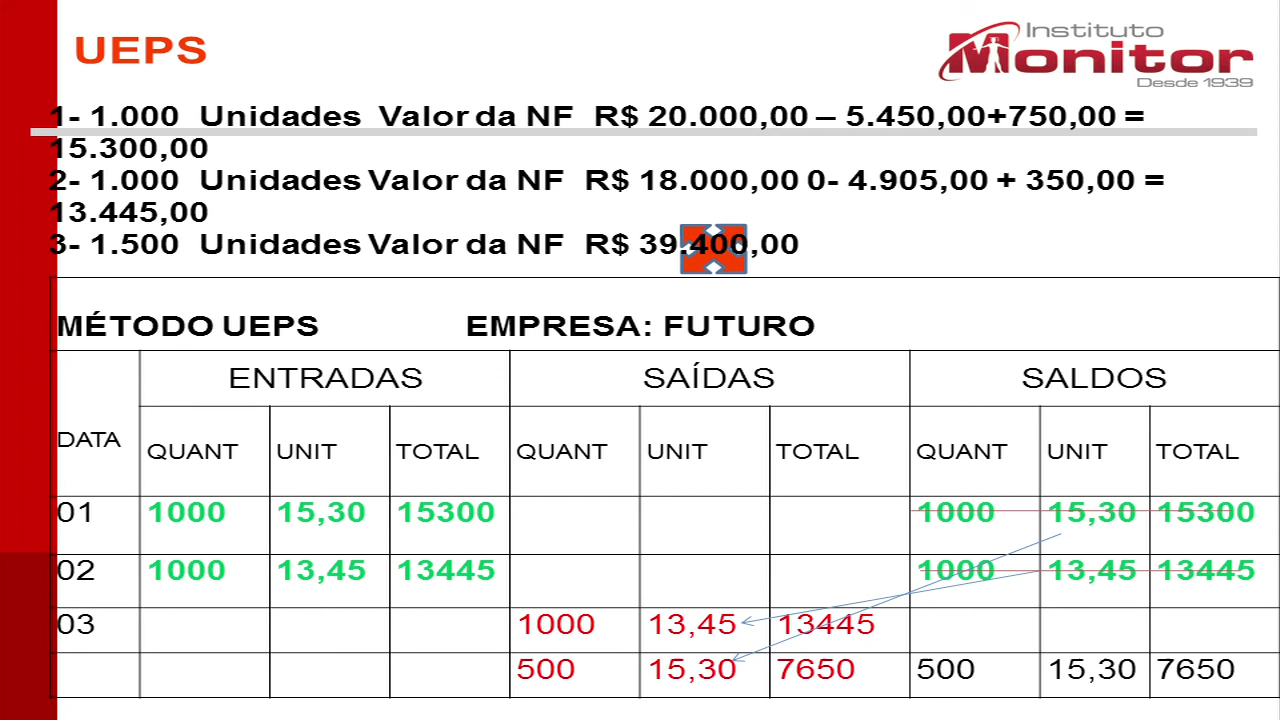 UEPS
Instituto
Monitor
Desde 1939
1- 1.000 Unidades Valor da NF R$ 20.000,00 – 5.450,00+750,00 =
15.300,00
2- 1.000 Unidades Valor da NF R$ 18.000,00 0- 4.905,00 + 350,00 =
13.445,00
3- 1.500 Unidades Valor da NF R$ 39.400,00
MÉTODO UEPS EMPRESA: FUTURO
ENTRADAS SAÍDAS SALDOS
DATA QUANT UNIT TOTAL QUANT UNIT TOTAL QUANT UNIT TOTAL
01 1000 15,30 15300 1000 15,30 15300
02 1000 13,45 13445 1000 13,45 13445
03 1000 13,45 13445
500 15,30 7650 500 15,30 7650